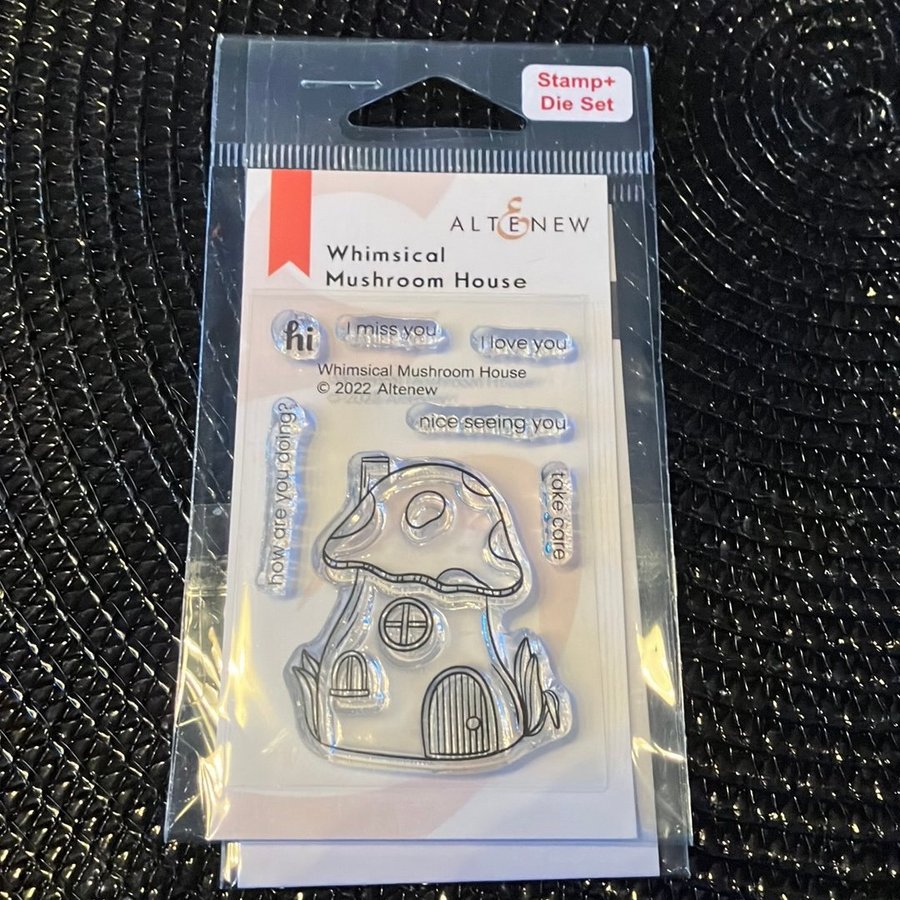 Stamp+
Die Set
ALTENEW
Whimsical
Mushroom House
hi
I miss you
I love you
Whimsical Mushroom House
© 2022 Altenew
nice seeing you
how are you doing?
take care